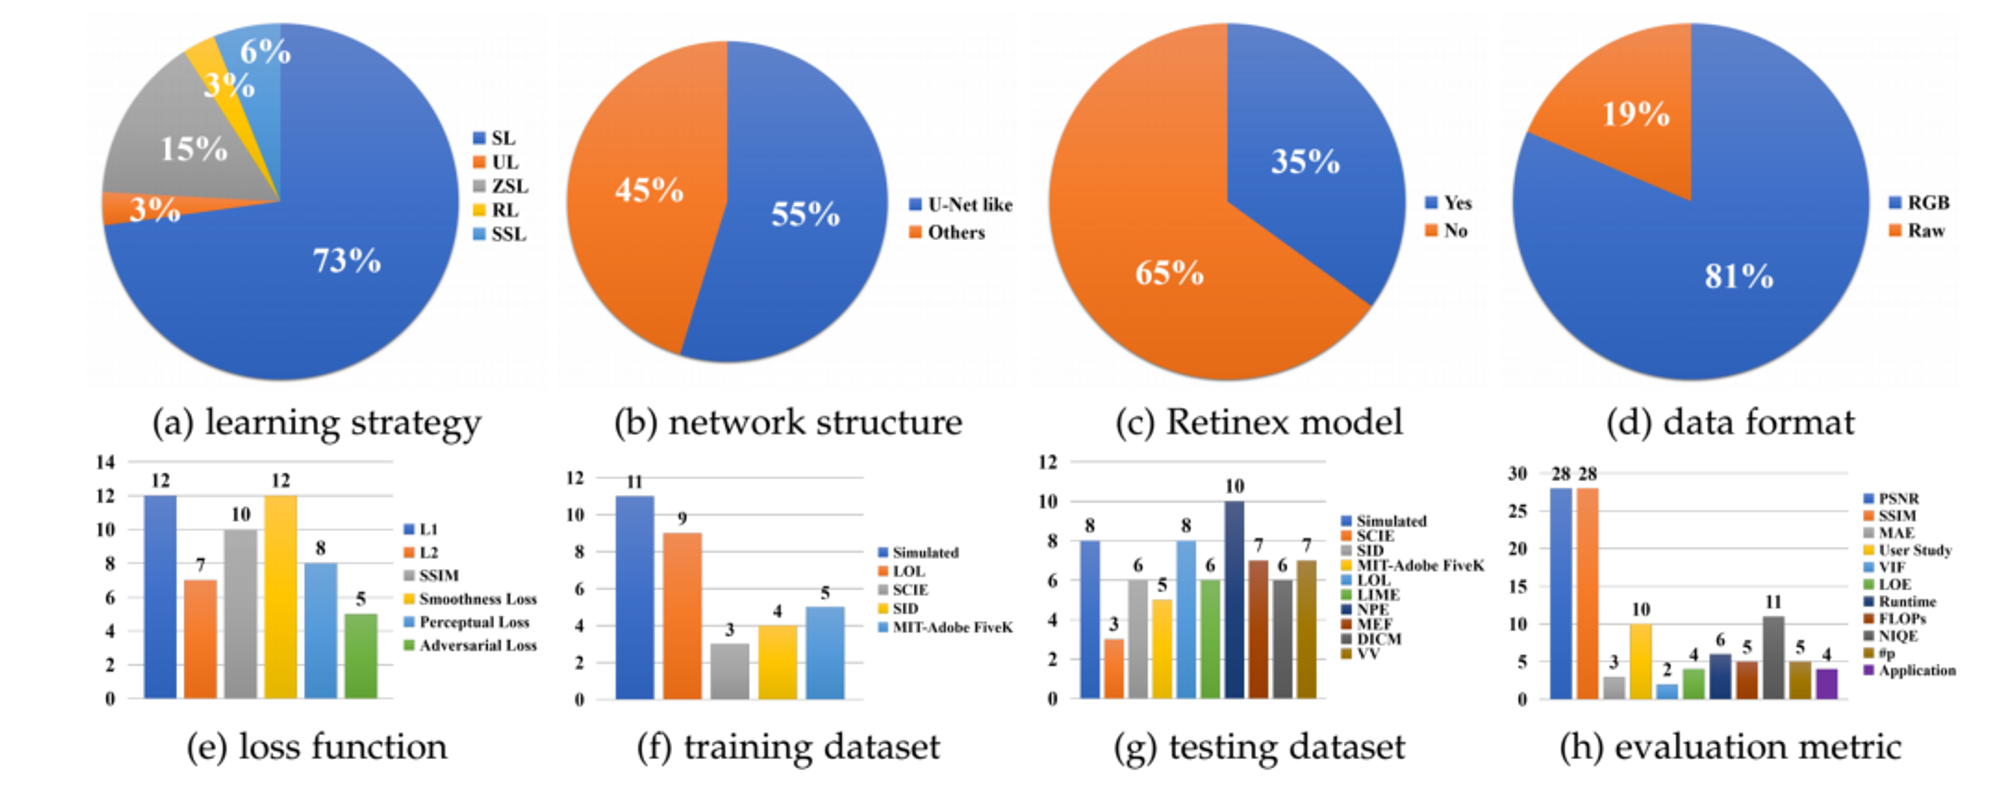 6%
3%
15%
3%
73%
SL
UL
ZSL
RL
SSL
(a) learning strategy
45%
55%
U-Net like
Others
(b) network structure
35%
65%
Yes
No
(c) Retinex model
19%
81%
RGB
Raw
(d) data format
14
12
10
8
6
4
2
0
12
7
10
12
8
5
L1
L2
SSIM
Smoothness Loss
Perceptual Loss
Adversarial Loss
(e) loss function
12
10
8
6
4
2
0
11
9
3
4
5
Simulated
LOL
SCIE
SID
MIT-Adobe FiveK
(f) training dataset
12
10
8
6
4
2
0
8
3
6
5
8
6
10
7
6
7
Simulated
SCIE
SID
MIT-Adobe FiveK
LOL
LIME
NPE
MEF
DICM
VV
(g) testing dataset
30
25
20
15
10
5
0
28
28
3
10
2
4
6
5
11
5
4
PSNR
SSIM
MAE
User Study
VIF
LOE
Runtime
FLOPs
NIQE
#p
Application
(h) evaluation metric